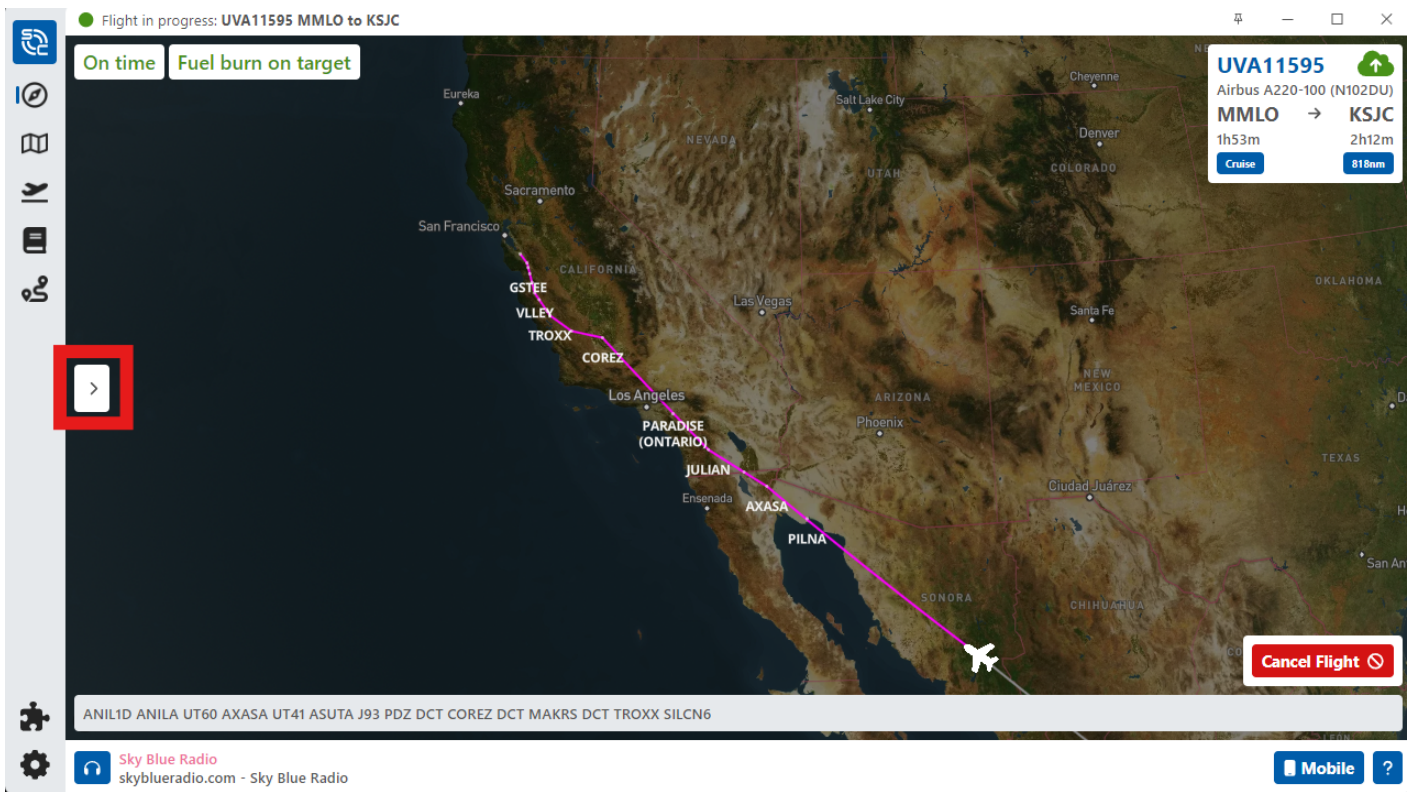 Flight in progress: UVA11595 MMLO to KSJC
On time
Fuel burn on target
UVA11595
Airbus A220-100 (N102DU)
MMLO → KSJC
1h53m 2h12m
Cruise 818nm
Eureka
Cheyenne
Salt Lake City
NEVADA
Denver
UTAH
COLORADO
Sacramento
San Francisco
CALIFORNIA
GSTEE
OKLAHOMA
Las Vegas
VLLEY
Santa Fe
TROXX
COREZ
NEW
MEXICO
Los Angeles
ARIZONA
PARADISE
(ONTARIO)
Phoenix
TEXAS
JULIAN
Ciudad Juárez
Ensenada
AXASA
PILNA
San An
SONORA
CHIHUAHUA
Cancel Flight
ANIL1D ANILA UT60 AXASA UT41 ASUTA J93 PDZ DCT COREZ DCT MAKRS DCT TROXX SILCN6
Sky Blue Radio
skyblueradio.com - Sky Blue Radio
Mobile
?